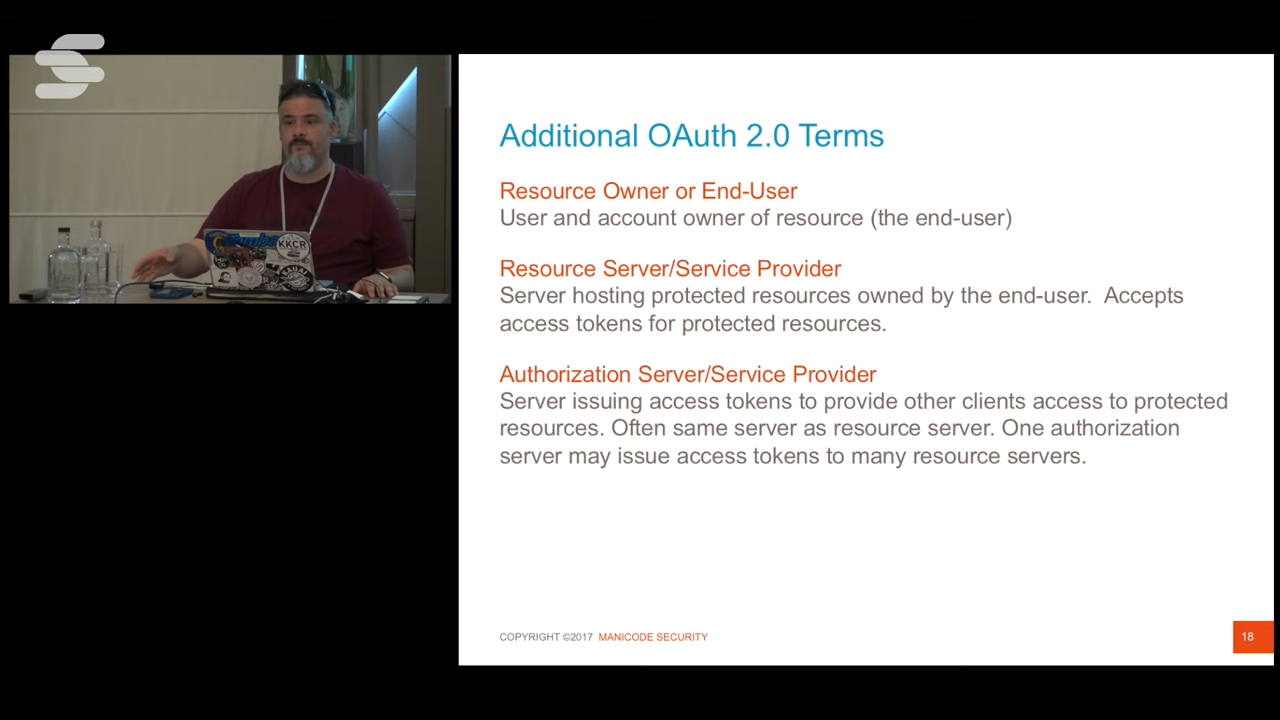 Additional OAuth 2.0 Terms
Resource Owner or End-User
User and account owner of resource (the end-user)
Resource Server/Service Provider
Server hosting protected resources owned by the end-user.  Accepts
access tokens for protected resources.
Authorization Server/Service Provider
Server issuing access tokens to provide other clients access to protected
resources. Often same server as resource server. One authorization
server may issue access tokens to many resource servers.
COPYRIGHT ©2017 MANICODE SECURITY
18
KKCR
KAUAI